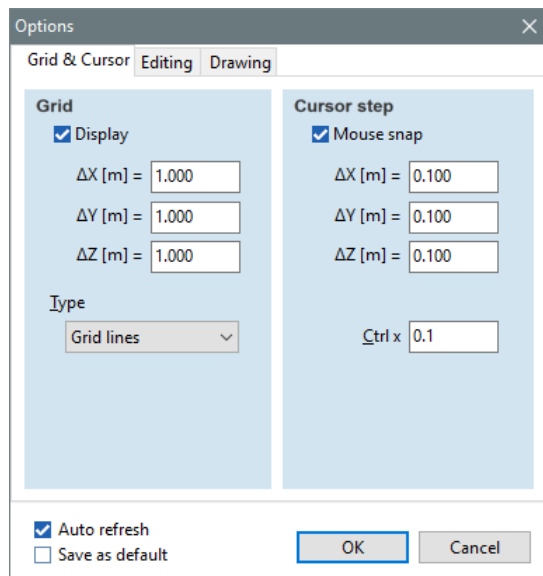 Options
Grid & Cursor Editing Drawing
Grid
Display
ΔX [m] = 1.000
ΔY [m] = 1.000
ΔZ [m] = 1.000
Type
Grid lines
Cursor step
Mouse snap
ΔX [m] = 0.100
ΔY [m] = 0.100
ΔZ [m] = 0.100
Ctrl x 0.1
Auto refresh
Save as default
OK Cancel